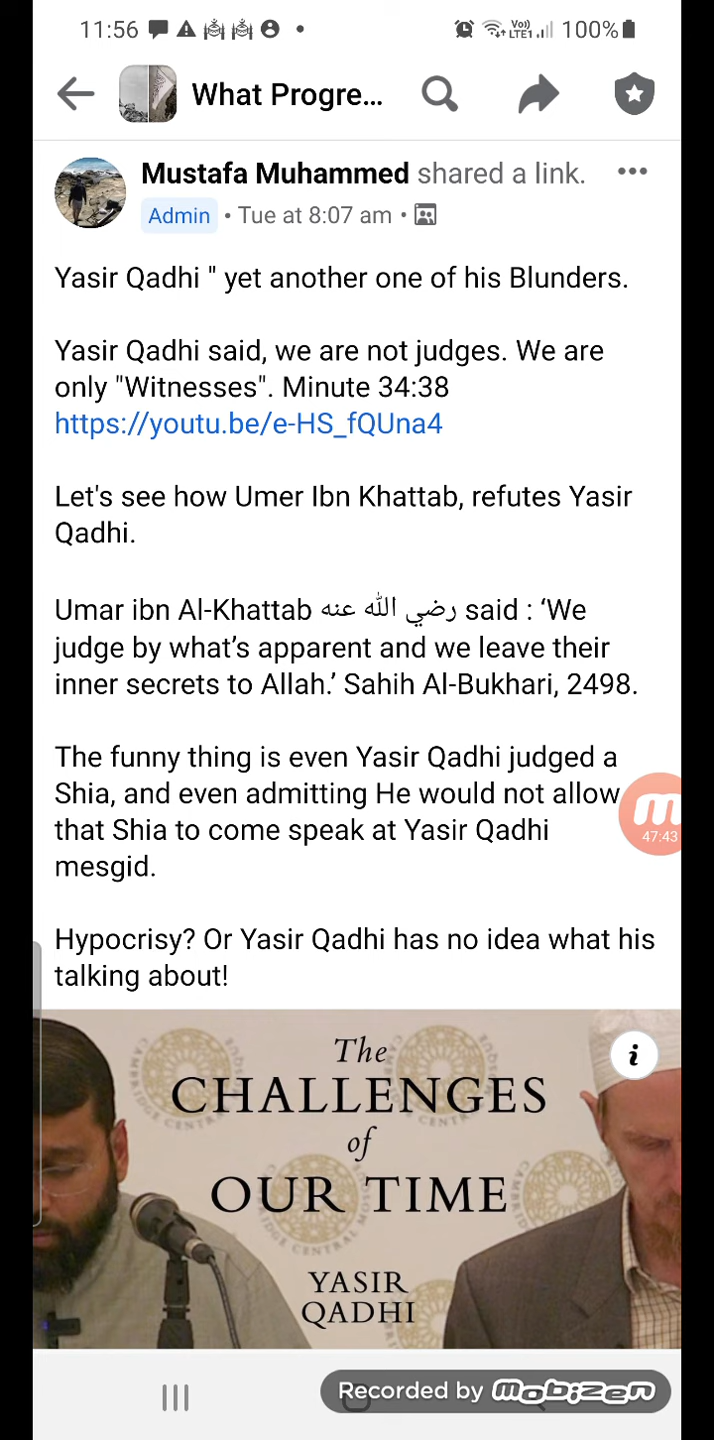 11:56
Vo))
LTE1
100%
What Progre...
Mustafa Muhammed shared a link.
Admin • Tue at 8:07 am •
Yasir Qadhi " yet another one of his Blunders.
Yasir Qadhi said, we are not judges. We are
only "Witnesses". Minute 34:38
https://youtu.be/e-HS_fQUna4
Let's see how Umer Ibn Khattab, refutes Yasir
Qadhi.
Umar ibn Al-Khattab رضي الله عنه said : ‘We
judge by what’s apparent and we leave their
inner secrets to Allah.’ Sahih Al-Bukhari, 2498.
The funny thing is even Yasir Qadhi judged a
Shia, and even admitting He would not allow
that Shia to come speak at Yasir Qadhi
mesgid.
47:43
Hypocrisy? Or Yasir Qadhi has no idea what his
talking about!
The
CHALLENGES
of
OUR TIME
YASIR
QADHI
Recorded by mobizen